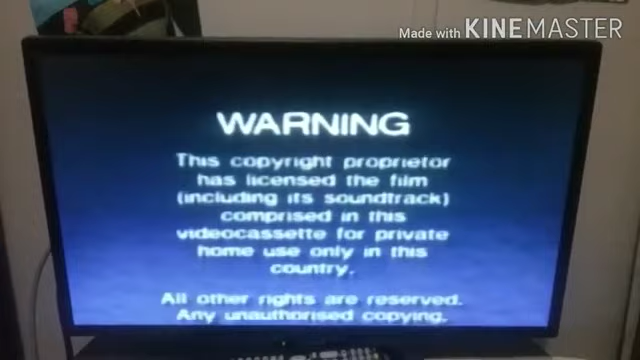 Made with KINEMASTER
WARNING
This copyright proprietor
has licensed the film
(including its soundtrack)
comprised in this
videocassette for private
home use only in this
country.
All other rights are reserved.
Any unauthorised copying,